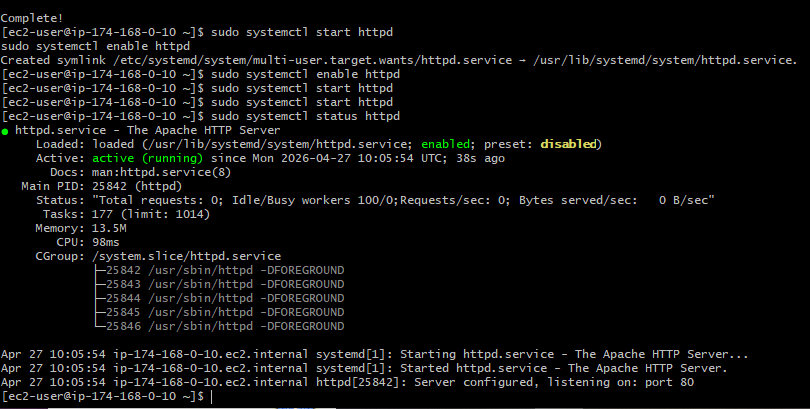 Complete!
[ec2-user@ip-174-168-0-10 ~]$ sudo systemctl start httpd
sudo systemctl enable httpd
Created symlink /etc/systemd/system/multi-user.target.wants/httpd.service → /usr/lib/systemd/system/httpd.service.
[ec2-user@ip-174-168-0-10 ~]$ sudo systemctl enable httpd
[ec2-user@ip-174-168-0-10 ~]$ sudo systemctl start httpd
[ec2-user@ip-174-168-0-10 ~]$ sudo systemctl start httpd
[ec2-user@ip-174-168-0-10 ~]$ sudo systemctl status httpd
● httpd.service - The Apache HTTP Server
     Loaded: loaded (/usr/lib/systemd/system/httpd.service; enabled; preset: disabled)
     Active: active (running) since Mon 2026-04-27 10:05:54 UTC; 38s ago
       Docs: man:httpd.service(8)
   Main PID: 25842 (httpd)
     Status: "Total requests: 0; Idle/Busy workers 100/0;Requests/sec: 0; Bytes served/sec:   0 B/sec"
      Tasks: 177 (limit: 1014)
     Memory: 13.5M
        CPU: 98ms
     CGroup: /system.slice/httpd.service
             ├─25842 /usr/sbin/httpd -DFOREGROUND
             ├─25843 /usr/sbin/httpd -DFOREGROUND
             ├─25844 /usr/sbin/httpd -DFOREGROUND
             ├─25845 /usr/sbin/httpd -DFOREGROUND
             └─25846 /usr/sbin/httpd -DFOREGROUND

Apr 27 10:05:54 ip-174-168-0-10.ec2.internal systemd[1]: Starting httpd.service - The Apache HTTP Server...
Apr 27 10:05:54 ip-174-168-0-10.ec2.internal systemd[1]: Started httpd.service - The Apache HTTP Server.
Apr 27 10:05:54 ip-174-168-0-10.ec2.internal httpd[25842]: Server configured, listening on: port 80
[ec2-user@ip-174-168-0-10 ~]$